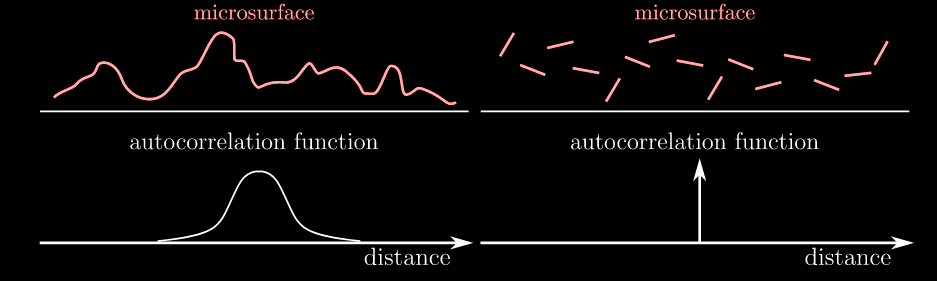 microsurface
autocorrelation function
distance
microsurface
autocorrelation function
distance